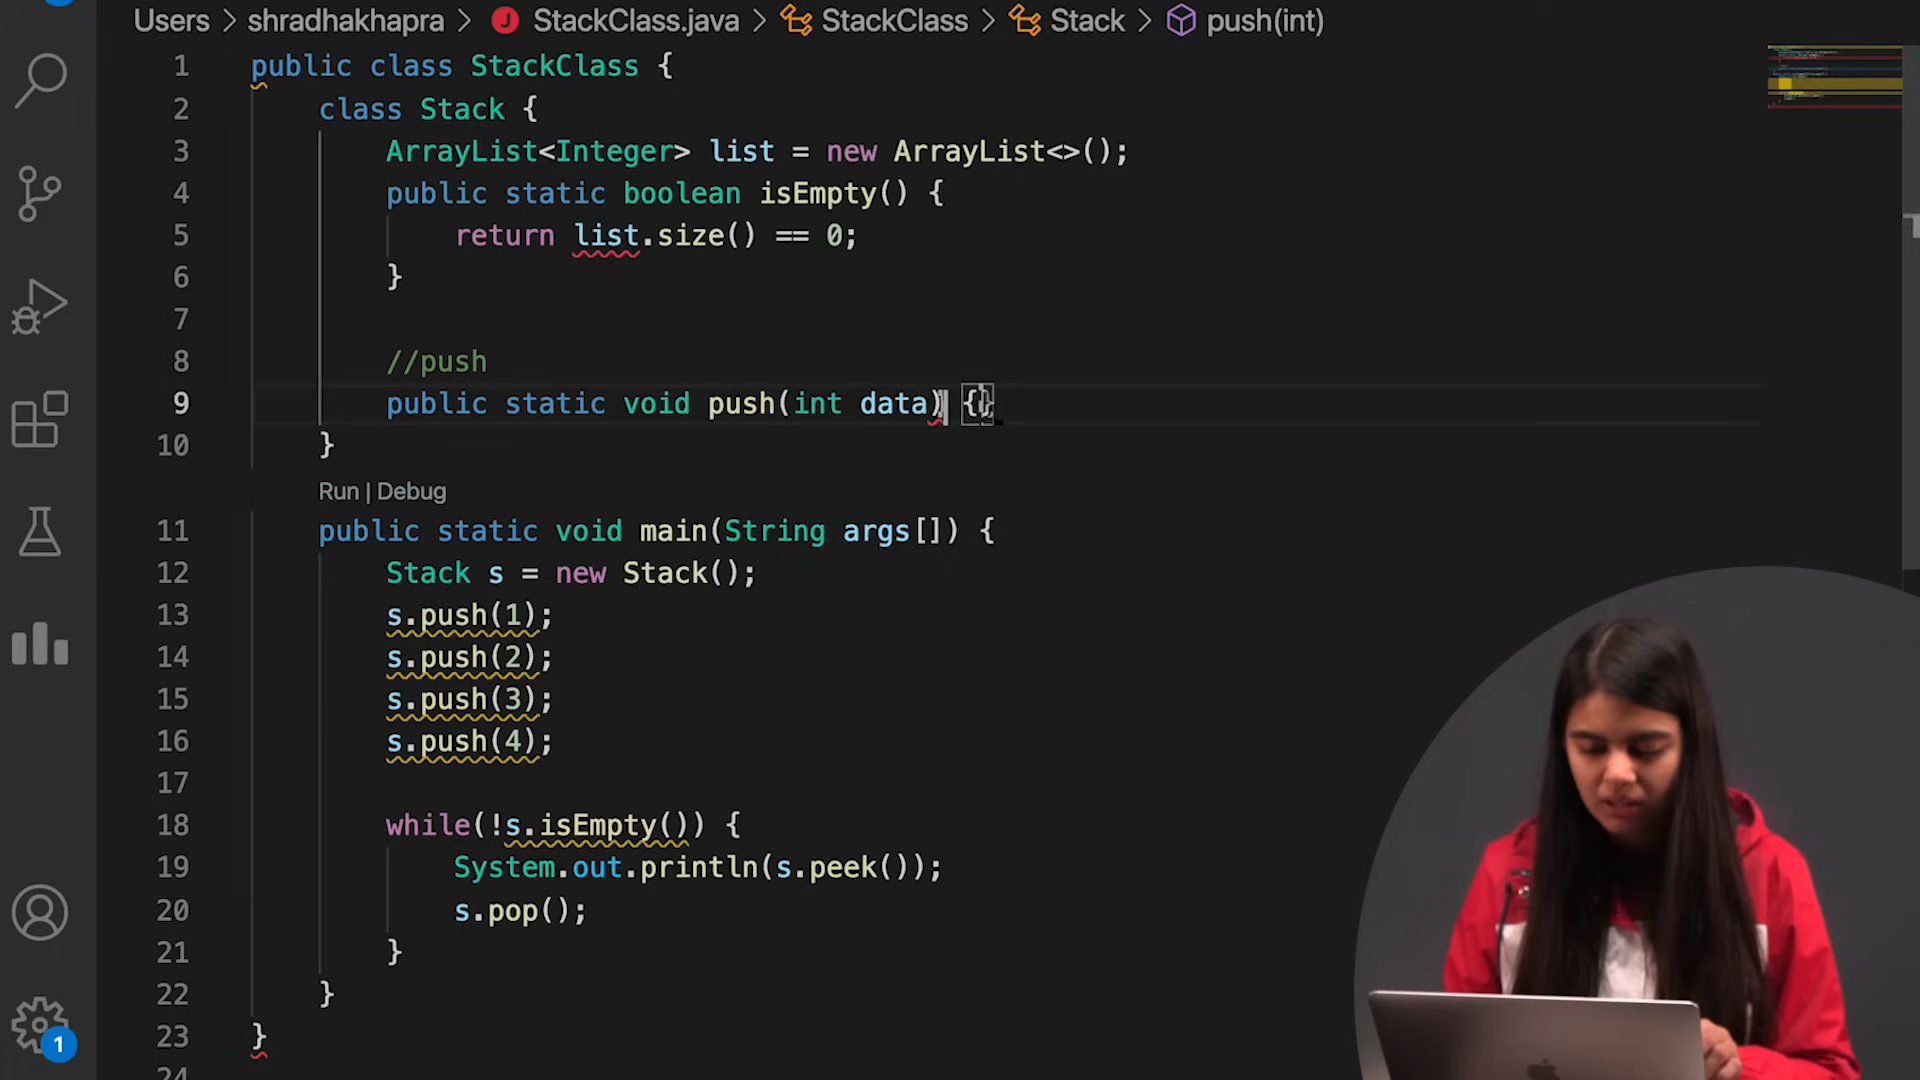 Users > shradhakhapra > J StackClass.java > StackClass > Stack > push(int)
1 public class StackClass {
2 class Stack {
3 ArrayList<Integer> list = new ArrayList<>();
4 public static boolean isEmpty() {
5 return list.size() == 0;
6 }
7
8 //push
9 public static void push(int data) {}
10 }
Run | Debug
11 public static void main(String args[]) {
12 Stack s = new Stack();
13 s.push(1);
14 s.push(2);
15 s.push(3);
16 s.push(4);
17
18 while(!s.isEmpty()) {
19 System.out.println(s.peek());
20 s.pop();
21 }
22 }
23 }
24
1